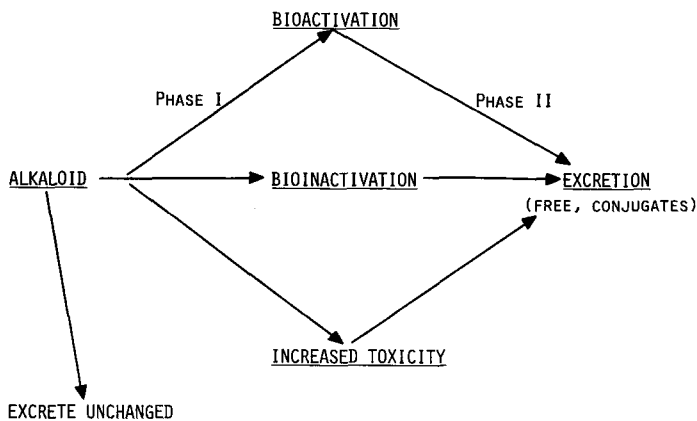 BIOACTIVATION
PHASE I
PHASE II
ALKALOID
BIOINACTIVATION
EXCRETION
(FREE, CONJUGATES)
INCREASED TOXICITY
EXCRETE UNCHANGED